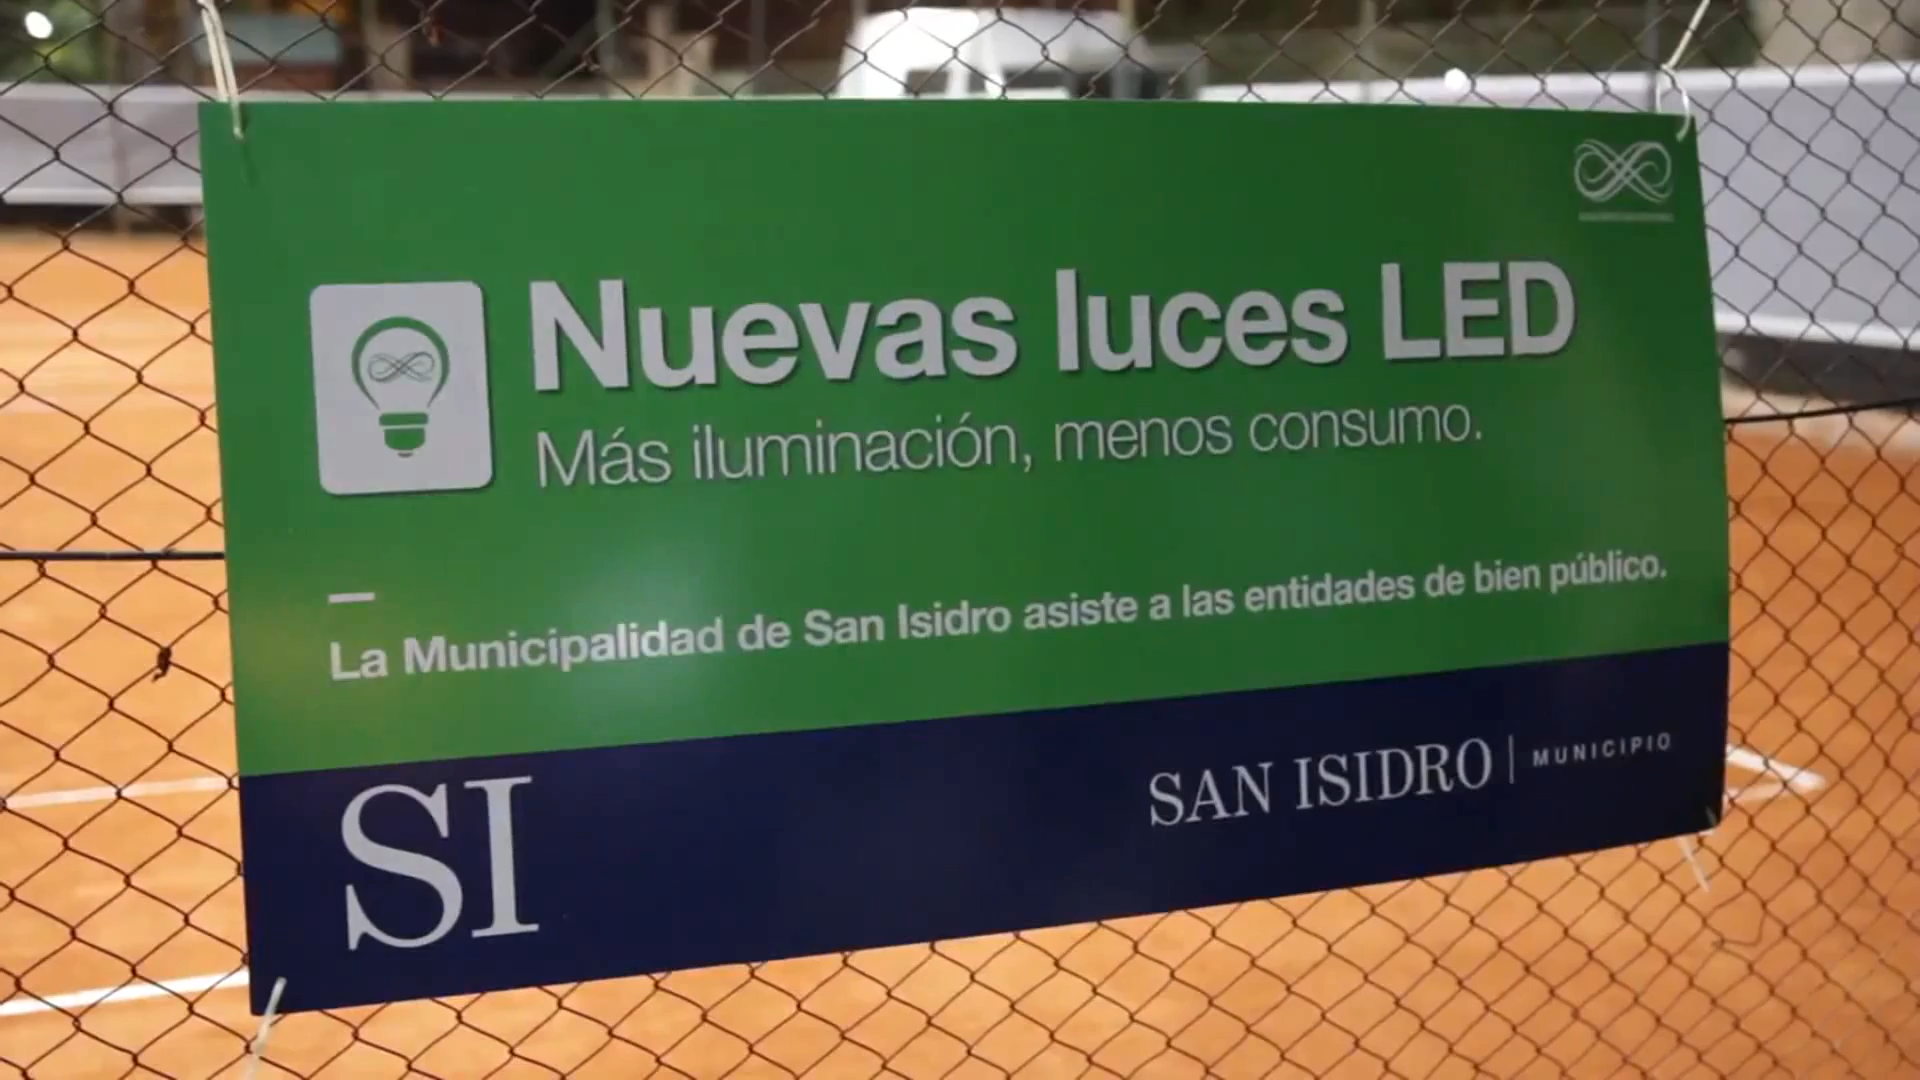 Nuevas luces LED
Más iluminación, menos consumo.
La Municipalidad de San Isidro asiste a las entidades de bien público.
SI
SAN ISIDRO | MUNICIPIO